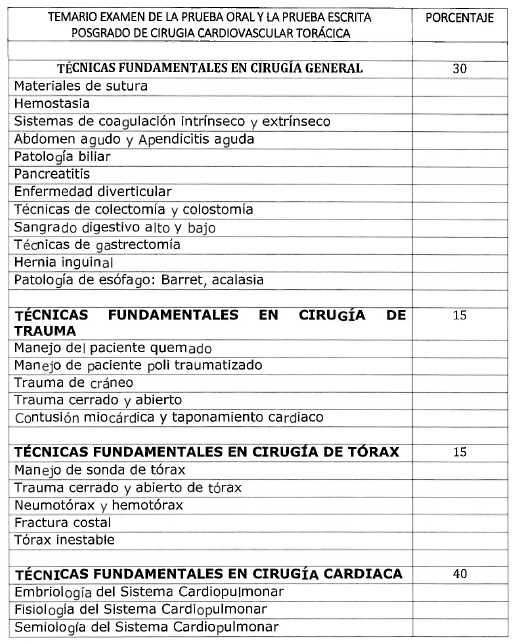 TEMARIO EXAMEN DE LA PRUEBA ORAL Y LA PRUEBA ESCRITA PORCENTAJE
POSGRADO DE CIRUGIA CARDIOVASCULAR TORÁCICA
TÉCNICAS FUNDAMENTALES EN CIRUGÍA GENERAL 30
Materiales de sutura
Hemostasia
Sistemas de coagulación intrínseco y extrínseco
Abdomen agudo y Apendicitis aguda
Patología biliar
Pancreatitis
Enfermedad diverticular
Técnicas de colectomía y colostomía
Sangrado digestivo alto y bajo
Técnicas de gastrectomía
Hernia inguinal
Patología de esófago: Barret, acalasia
TÉCNICAS FUNDAMENTALES EN CIRUGÍA DE 15
TRAUMA
Manejo del paciente quemado
Manejo de paciente poli traumatizado
Trauma de cráneo
Trauma cerrado y abierto
Contusión miocárdica y taponamiento cardiaco
TÉCNICAS FUNDAMENTALES EN CIRUGÍA DE TÓRAX 15
Manejo de sonda de tórax
Trauma cerrado y abierto de tórax
Neumotórax y hemotórax
Fractura costal
Tórax inestable
TÉCNICAS FUNDAMENTALES EN CIRUGÍA CARDIACA 40
Embriología del Sistema Cardiopulmonar
Fisiología del Sistema Cardiopulmonar
Semiología del Sistema Cardiopulmonar